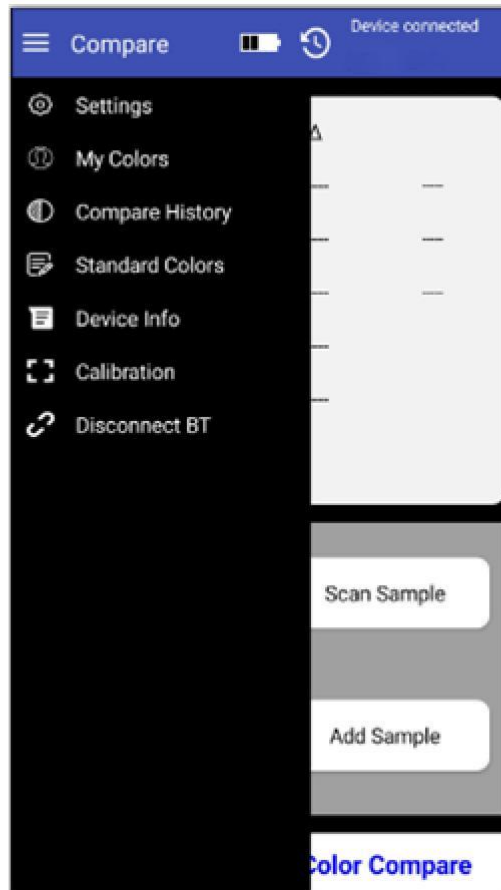 Compare
Device connected
Settings
My Colors
Compare History
Standard Colors
Device Info
Calibration
Disconnect BT
Δ
--- ---
--- ---
--- ---
---
---
Scan Sample
Add Sample
Color Compare